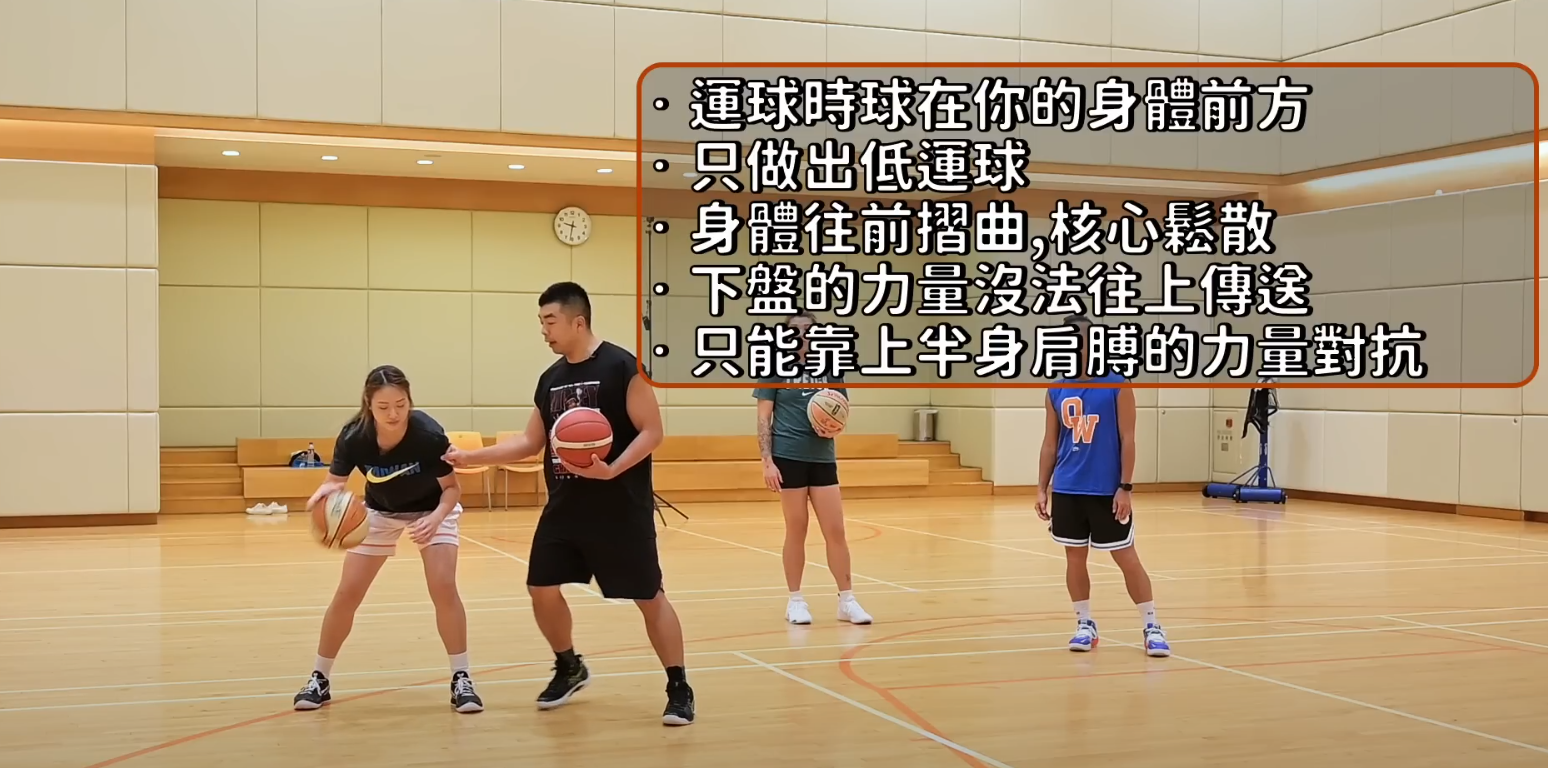 · 運球時球在你的身體前方
· 只做出低運球
· 身體往前摺曲,核心鬆散
· 下盤的力量沒法往上傳送
· 只能靠上半身肩膊的力量對抗
TAIWAN
OW